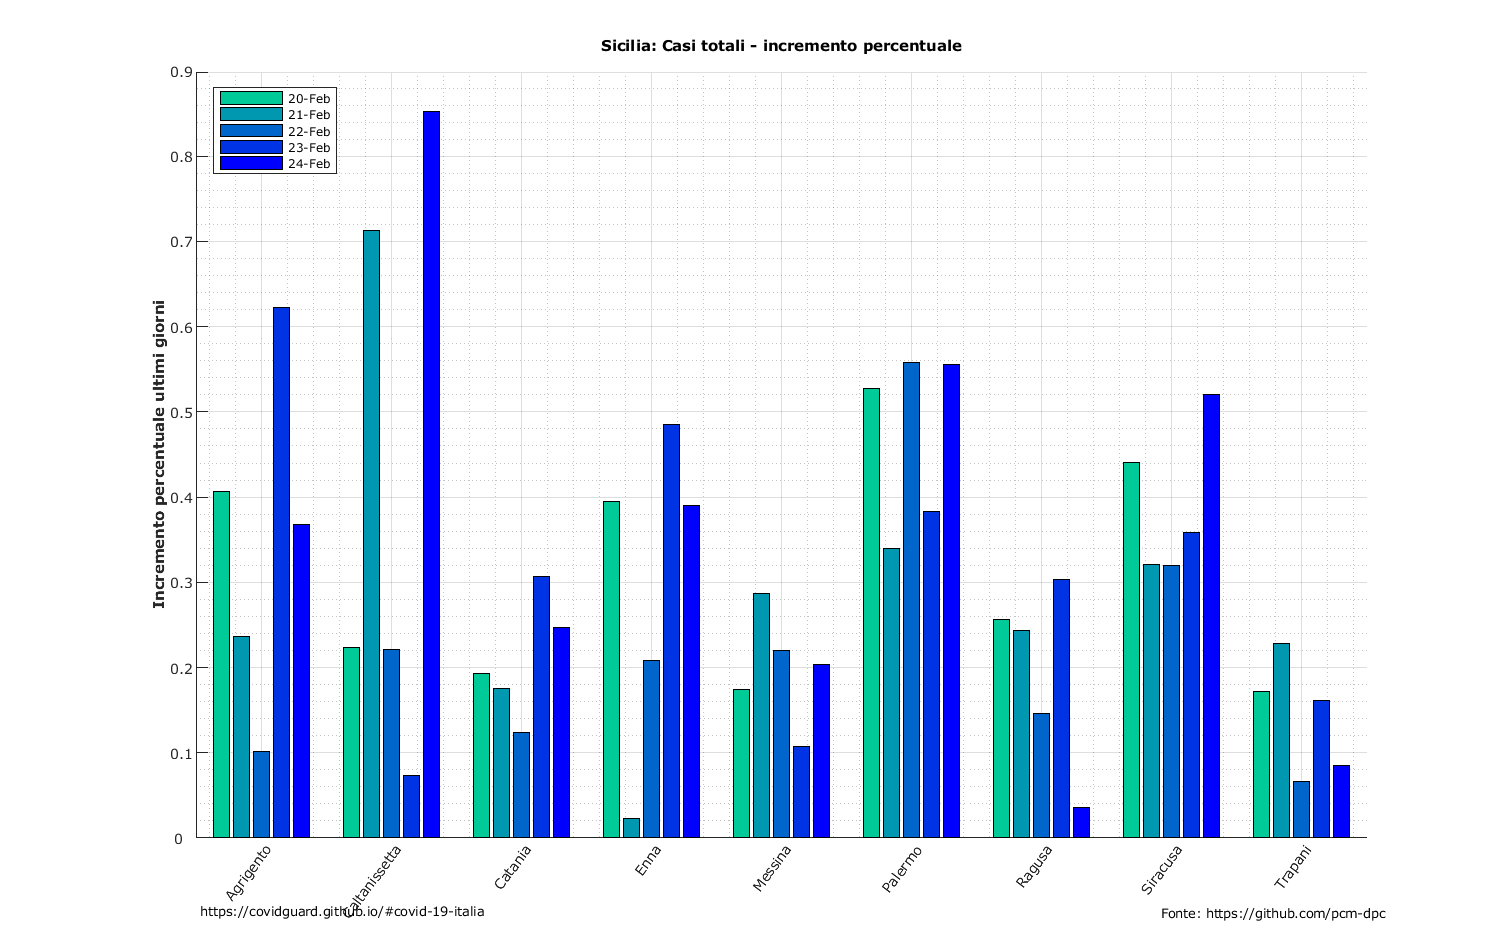 Sicilia: Casi totali - incremento percentuale
0.9
0.8
0.7
0.6
0.5
0.4
0.3
0.2
0.1
0
Incremento percentuale ultimi giorni
20-Feb
21-Feb
22-Feb
23-Feb
24-Feb
Agrigento
Caltanissetta
Catania
Enna
Messina
Palermo
Ragusa
Siracusa
Trapani
https://covidguard.github.io/#covid-19-italia
Fonte: https://github.com/pcm-dpc